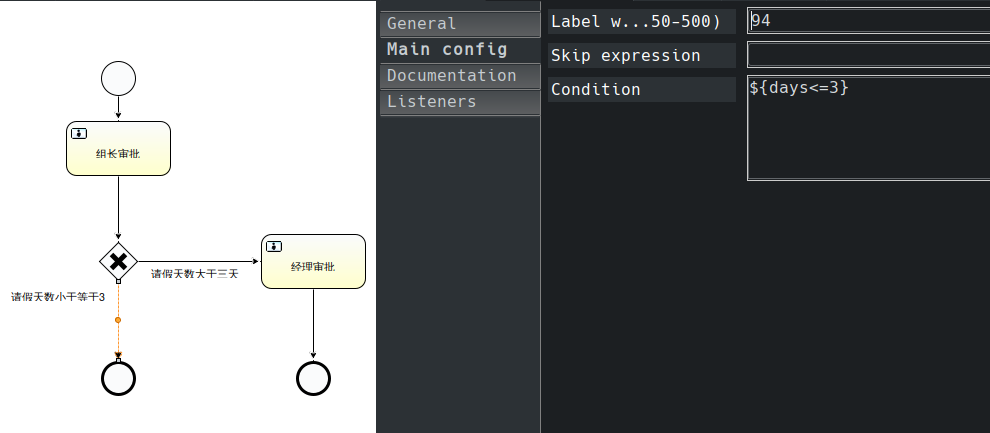 组长审批
请假天数大于三天
经理审批
请假天数小于等于3
General
Main config
Documentation
Listeners
Label w...50-500)
94
Skip expression
Condition
${days<=3}